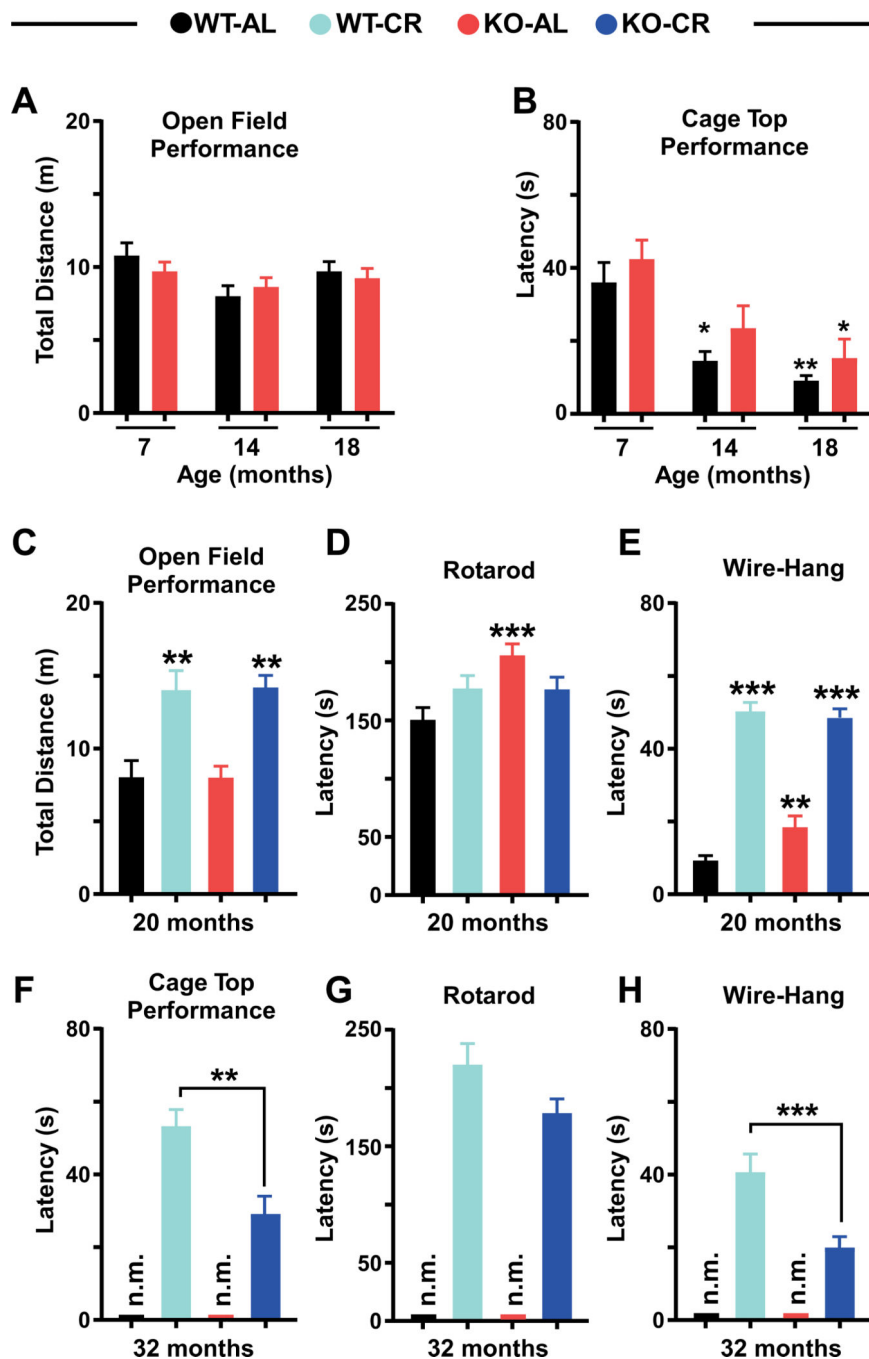 WT-AL WT-CR KO-AL KO-CR
A
Open Field
Performance
Total Distance (m)
20
10
0
7 14 18
Age (months)
B
Cage Top
Performance
Latency (s)
80
40
0
* ** *
7 14 18
Age (months)
C
Open Field
Performance
Total Distance (m)
20
10
0
** **
20 months
D
Rotarod
Latency (s)
250
150
50
0
***
20 months
E
Wire-Hang
Latency (s)
80
40
0
*** ** ***
20 months
F
Cage Top
Performance
Latency (s)
80
40
0
**
n.m. n.m.
32 months
G
Rotarod
Latency (s)
250
150
50
0
n.m. n.m.
32 months
H
Wire-Hang
Latency (s)
80
40
0
***
n.m. n.m.
32 months